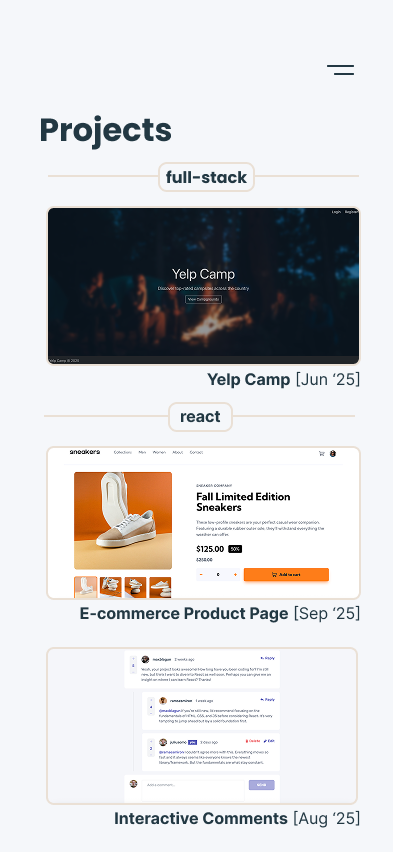 Projects
full-stack
Login Register
Yelp Camp
Discover top-rated campsites across the country
View Campgrounds
Yelp Camp © 2025
Yelp Camp [Jun ‘25]
react
sneakers Collections Men Women About Contact
SNEAKER COMPANY
Fall Limited Edition
Sneakers
These low-profile sneakers are your perfect casual wear companion.
Featuring a durable rubber outer sole, they'll withstand everything the
weather can offer.
$125.00 50%
$250.00
- 0 + Add to cart
E-commerce Product Page [Sep ‘25]
maxblagun 2 weeks ago Reply
Woah, your project looks awesome! How long have you been coding for? I'm still
new, but think I want to dive into React as well soon. Perhaps you can give me an
insight on where I can learn React? Thanks!
ramsesmiron 1 week ago Reply
@maxblagun If you're still new, I'd recommend focusing on the
fundamentals of HTML, CSS, and JS before considering React. It's very
tempting to jump ahead but lay a solid foundation first.
4
juliusomo you 2 days ago Delete Edit
@ramsesmiron I couldn't agree more with this. Everything moves so
fast and it always seems like everyone knows the newest
library/framework. But the fundamentals are what stay constant.
2
Add a comment... SEND
Interactive Comments [Aug ‘25]